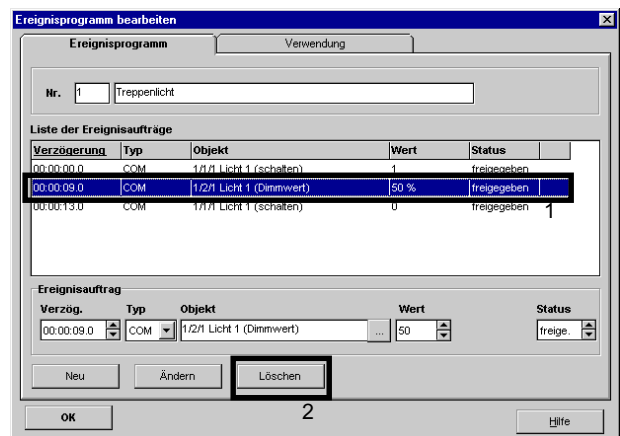 Ereignisprogramm bearbeiten
Ereignisprogramm Verwendung
Nr. 1 Treppenlicht
Liste der Ereignisaufträge
Verzögerung Typ Objekt Wert Status
00:00:00.0 COM 1/1/1 Licht 1 (schalten) 1 freigegeben
00:00:09.0 COM 1/2/1 Licht 1 (Dimmwert) 50 % freigegeben
1
00:00:13.0 COM 1/1/1 Licht 1 (schalten) 0 freigegeben
Ereignisauftrag
Verzög. Typ Objekt Wert Status
00:00:09.0 COM 1/2/1 Licht 1 (Dimmwert) ... 50 freige.
Neu Ändern Löschen
2
OK Hilfe